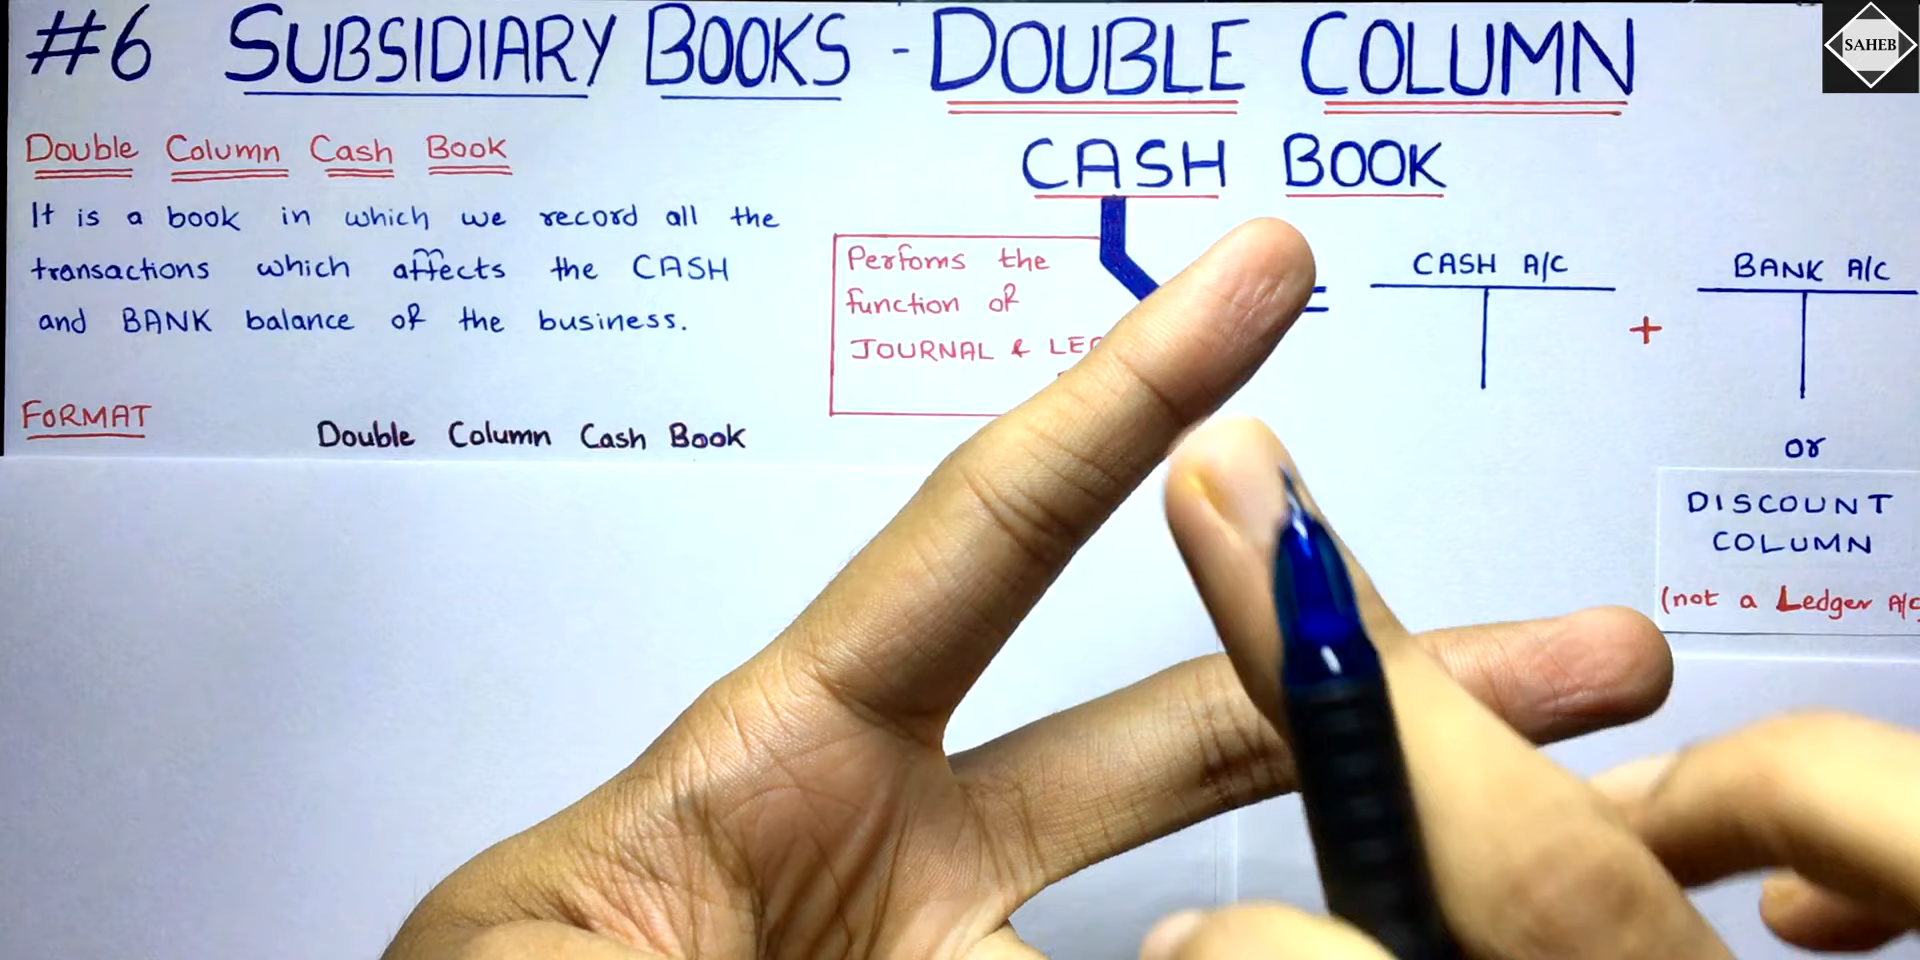 #6 SUBSIDIARY BOOKS - DOUBLE COLUMN
CASH BOOK
SAHEB
Double Column Cash Book
It is a book in which we record all the
transactions which affects the CASH
and BANK balance of the business.
Perfoms the
function of
JOURNAL &
=
CASH A/C
+
BANK A/C
or
DISCOUNT
COLUMN
(not a Ledger A/c
FORMAT
Double Column Cash Book